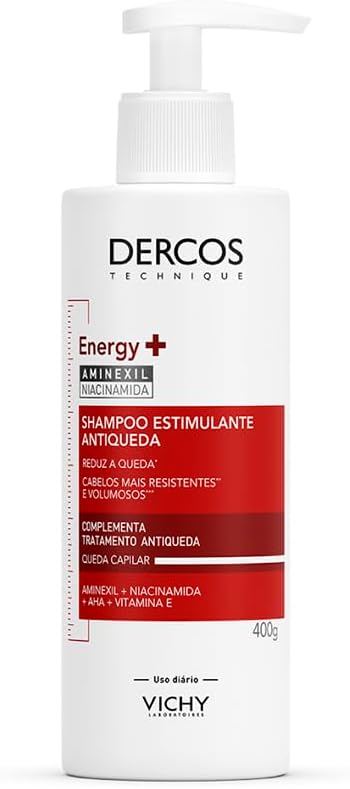 DERCOS
TECHNIQUE
Energy +
AMINEXIL
NIACINAMIDA
SHAMPOO ESTIMULANTE
ANTIQUEDA
REDUZ A QUEDA*
CABELOS MAIS RESISTENTES**
E VOLUMOSOS***
COMPLEMENTA
TRATAMENTO ANTIQUEDA
QUEDA CAPILAR
AMINEXIL + NIACINAMIDA
+ AHA + VITAMINA E
400g
Uso diário
VICHY
LABORATOIRES